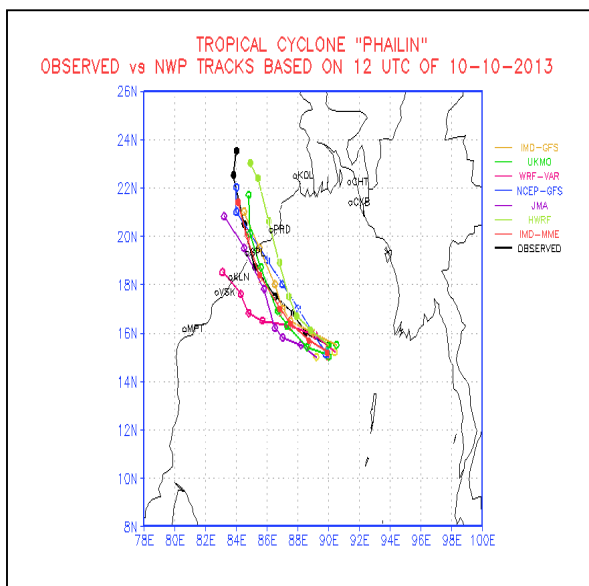 TROPICAL CYCLONE "PHAILIN"
OBSERVED vs NWP TRACKS BASED ON 12 UTC OF 10-10-2013
26N
24N
22N
20N
18N
16N
14N
12N
10N
8N
KDL
CHT
CXB
PRD
KLN
VSK
MPT
IMD-GFS
UKMO
WRF-VAR
NCEP-GFS
JMA
HWRF
IMD-MME
OBSERVED
78E 80E 82E 84E 86E 88E 90E 92E 94E 96E 98E 100E